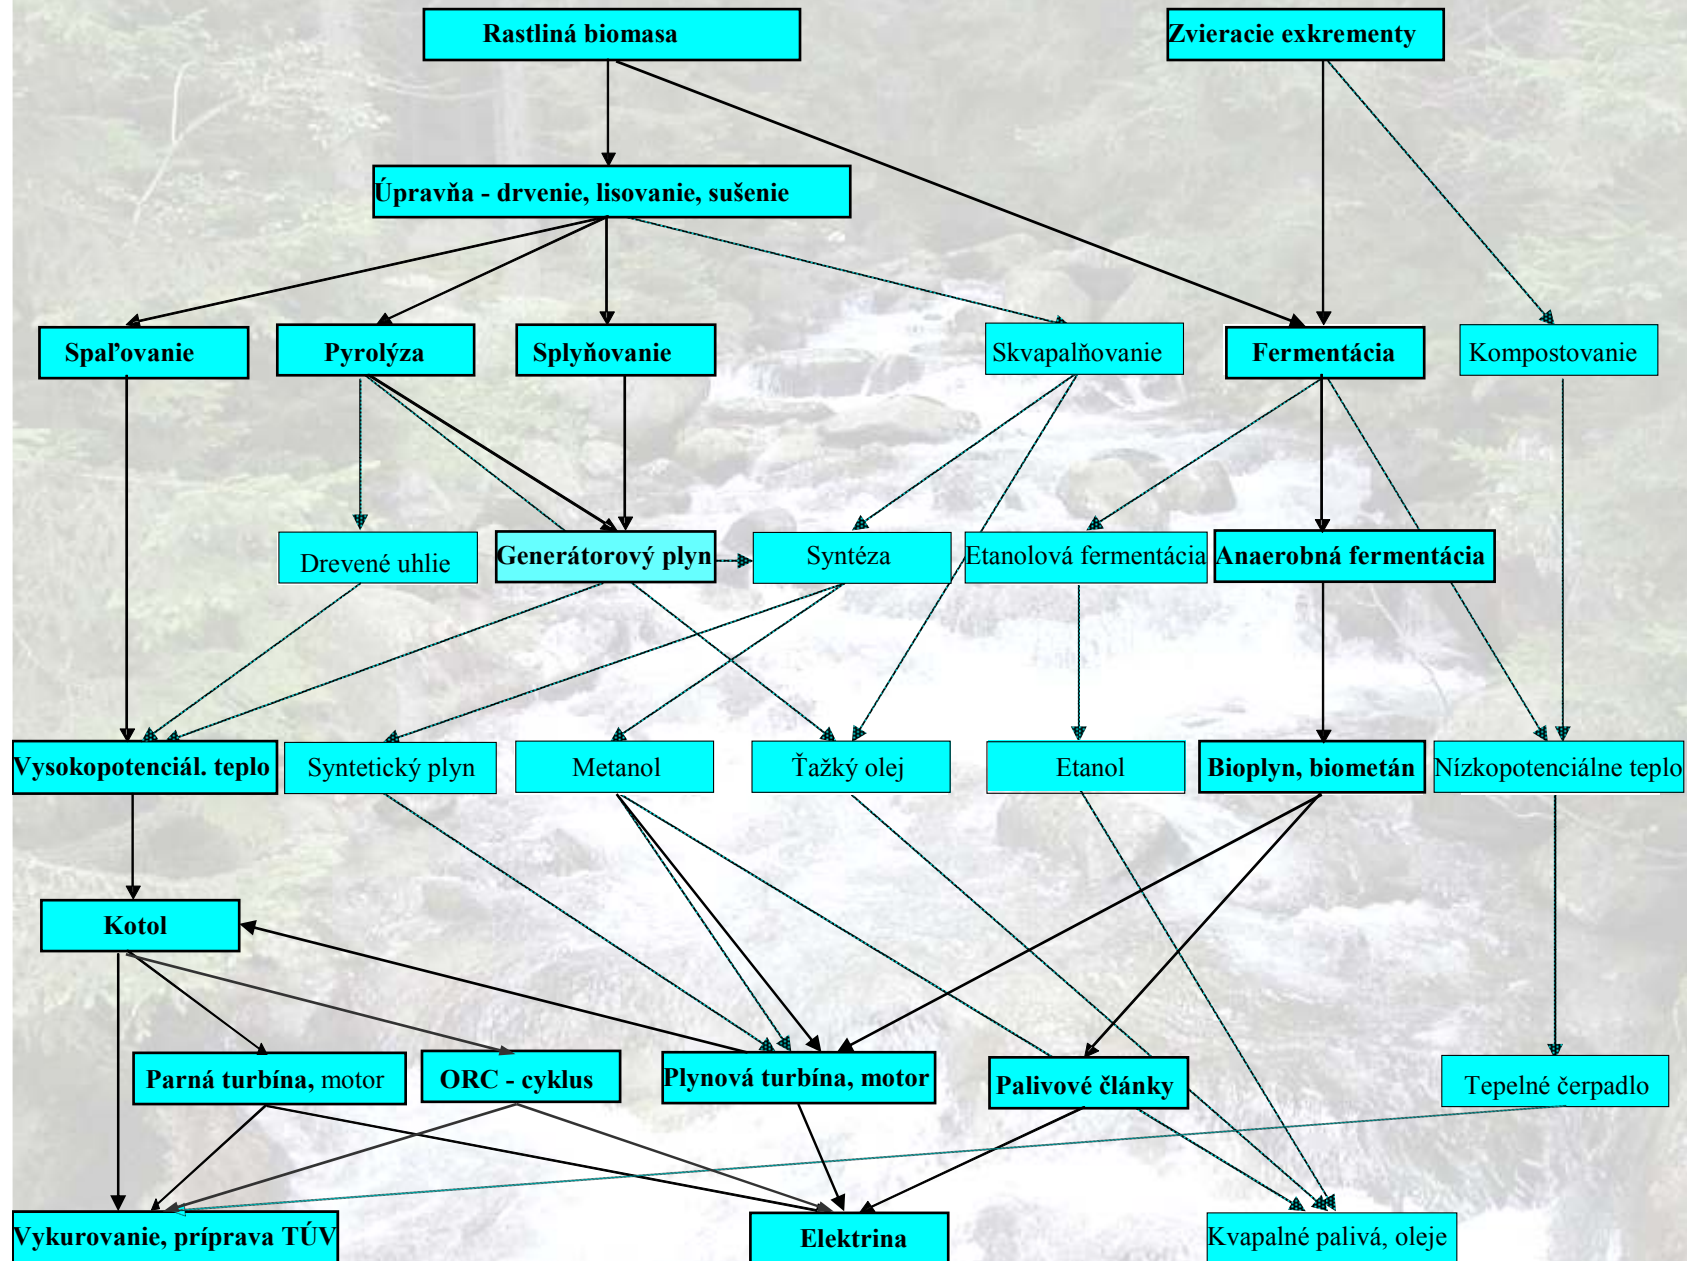 Rastliná biomasa
Zvieracie exkrementy
Úpravňa - drvenie, lisovanie, sušenie
Spaľovanie
Pyrolýza
Splyňovanie
Skvapalňovanie
Fermentácia
Kompostovanie
Drevené uhlie
Generátorový plyn
Syntéza
Etanolová fermentácia
Anaerobná fermentácia
Vysokopotenciál. teplo
Syntetický plyn
Metanol
Ťažký olej
Etanol
Bioplyn, biometán
Nízkopotenciálne teplo
Kotol
Parná turbína, motor
ORC - cyklus
Plynová turbína, motor
Palivové články
Tepelné čerpadlo
Vykurovanie, príprava TÚV
Elektrina
Kvapalné palivá, oleje